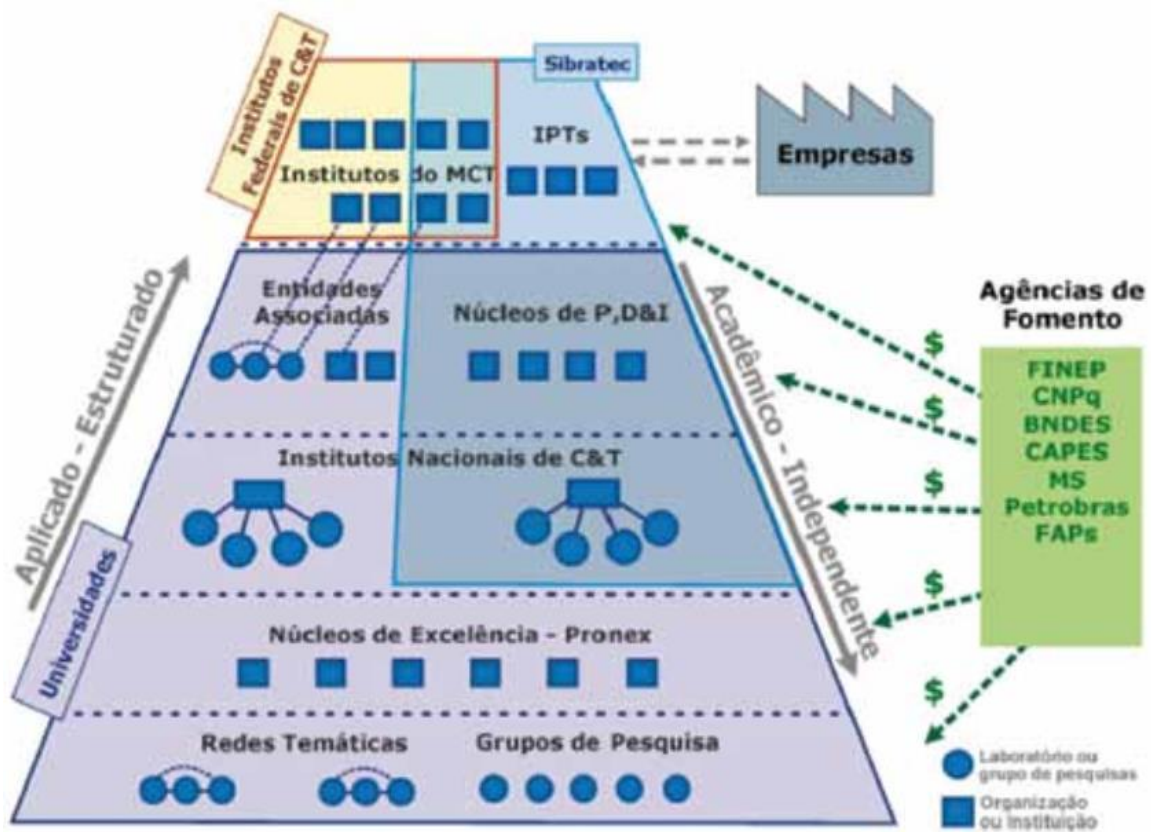 Institutos
Federais de C&T
Sibratec
IPTs
Institutos do MCT
Empresas
Entidades
Associadas
Núcleos de P,D&I
Aplicado - Estruturado
Acadêmico - Independente
Agências de
Fomento
$
$
$
$
$
FINEP
CNPq
BNDES
CAPES
MS
Petrobras
FAPs
Institutos Nacionais de C&T
Universidades
Núcleos de Excelência - Pronex
Redes Temáticas
Grupos de Pesquisa
Laboratório ou
grupo de pesquisas
Organização
ou Instituição